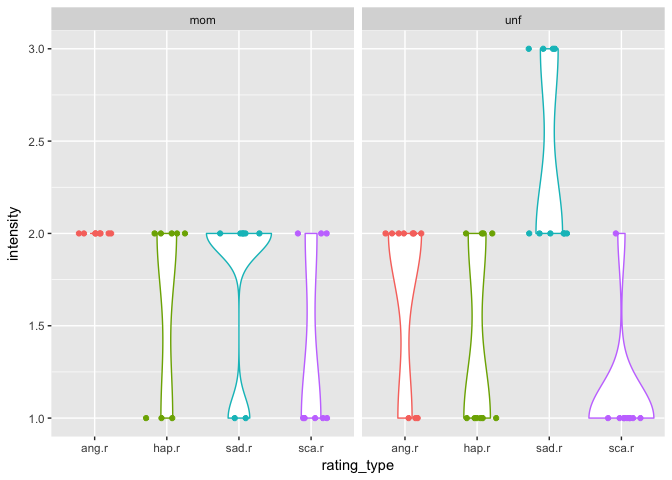 mom unf
3.0
2.5
2.0
1.5
1.0
intensity
ang.r hap.r sad.r sca.r ang.r hap.r sad.r sca.r
rating_type